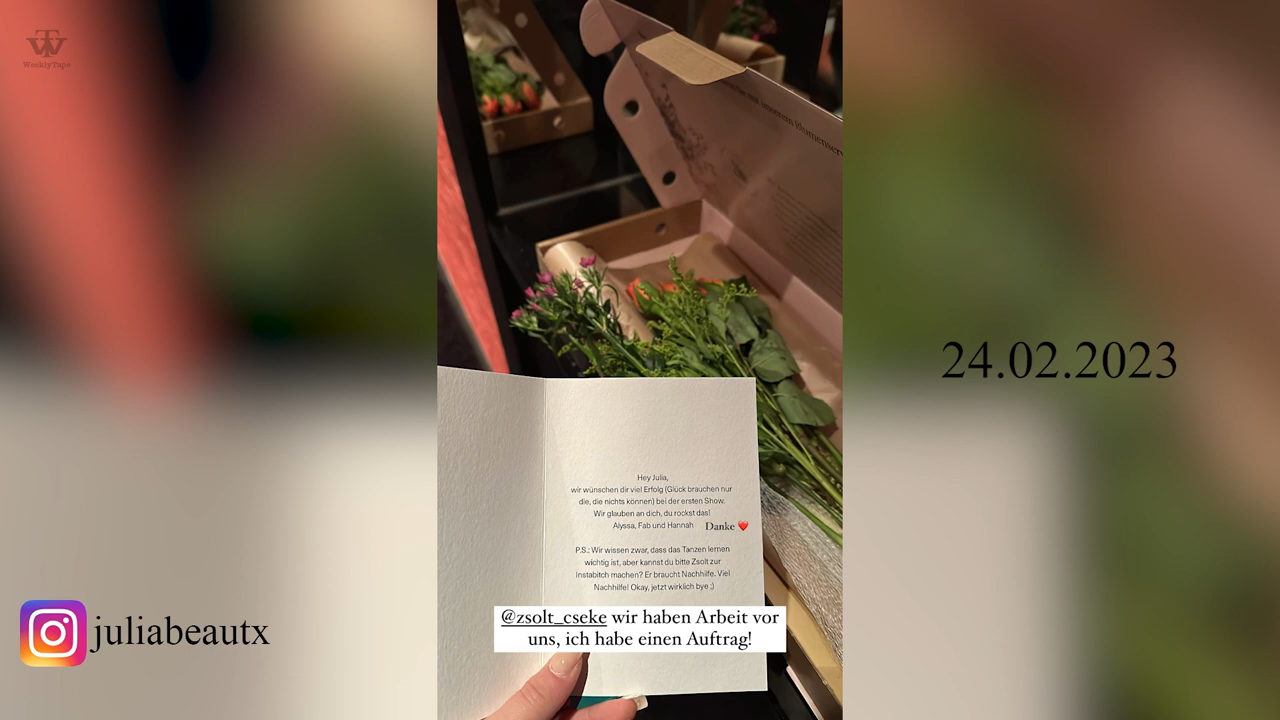 WeeklyTape
24.02.2023
Hey Julia,
wir wünschen dir viel Erfolg (Glück brauchen nur
die, die nichts können) bei der ersten Show.
Wir glauben an dich, du rockst das!
Alyssa, Fab und Hannah
Danke ❤️
P.S.: Wir wissen zwar, dass das Tanzen lernen
wichtig ist, aber kannst du bitte Zsolt zur
Instabitch machen? Er braucht Nachhilfe. Viel
Nachhilfe! Okay, jetzt wirklich bye ;)
@zsolt_cseke wir haben Arbeit vor
uns, ich habe einen Auftrag!
juliabeautx